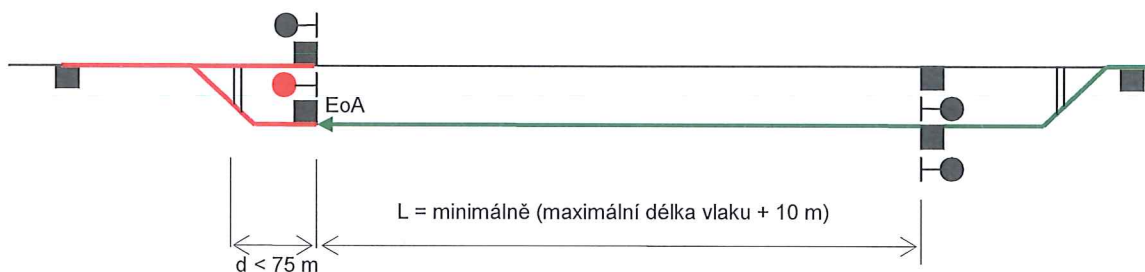 EoA
L = minimálně (maximální délka vlaku + 10 m)
d < 75 m